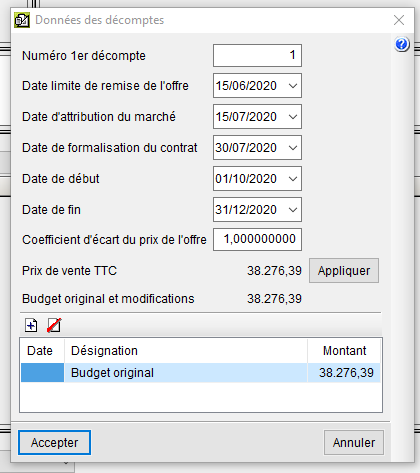 Données des décomptes
Numéro 1er décompte 1
Date limite de remise de l'offre 15/06/2020
Date d'attribution du marché 15/07/2020
Date de formalisation du contrat 30/07/2020
Date de début 01/10/2020
Date de fin 31/12/2020
Coefficient d'écart du prix de l'offre 1,000000000
Prix de vente TTC 38.276,39 Appliquer
Budget original et modifications 38.276,39
Date Désignation Montant
Budget original 38.276,39
Accepter Annuler